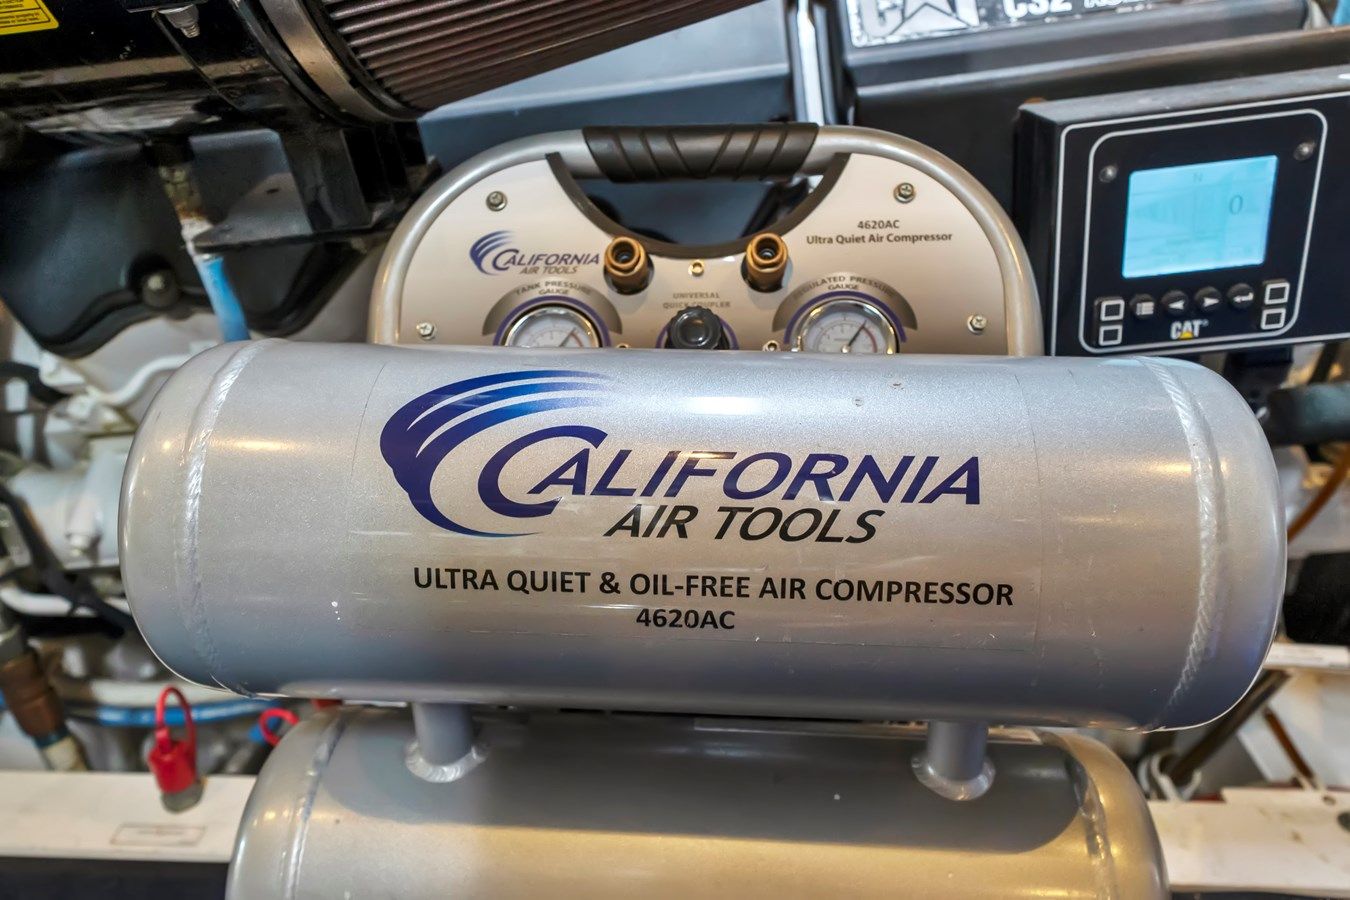 4620AC
Ultra Quiet Air Compressor
CALIFORNIA
AIR TOOLS
TANK PRESSURE
GAUGE
UNIVERSAL
QUICK COUPLER
REGULATED PRESSURE
GAUGE
0
CAT
CALIFORNIA
AIR TOOLS
ULTRA QUIET & OIL-FREE AIR COMPRESSOR
4620AC